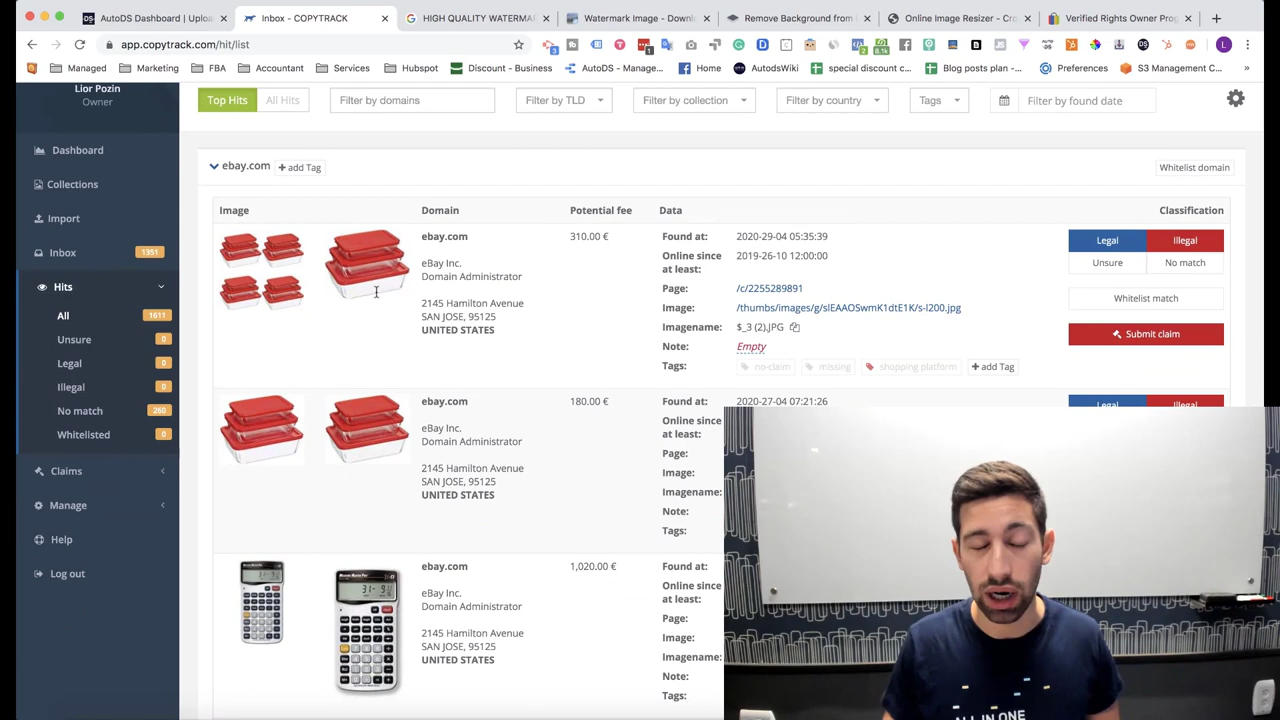 AutoDS Dashboard | Uploa
Inbox - COPYTRACK
HIGH QUALITY WATERMA
Watermark Image - Downlo
Remove Background from I
Online Image Resizer - Cro
Verified Rights Owner Prog
app.copytrack.com/hit/list
Managed
Marketing
FBA
Accountant
Services
Hubspot
Discount - Business
AutoDS - Manage...
Home
AutodsWiki
special discount c...
Blog posts plan - ...
Preferences
S3 Management C...
Lior Pozin
Owner
Dashboard
Collections
Import
Inbox 1351
Hits
All 1611
Unsure 0
Legal 0
Illegal 0
No match 260
Whitelisted 0
Claims
Manage
Help
Log out
Top Hits
All Hits
Filter by domains
Filter by TLD
Filter by collection
Filter by country
Tags
Filter by found date
ebay.com
+ add Tag
Whitelist domain
Image
Domain
Potential fee
Data
Classification
ebay.com
eBay Inc.
Domain Administrator
2145 Hamilton Avenue
SAN JOSE, 95125
UNITED STATES
310.00 €
Found at: 2020-29-04 05:35:39
Online since at least: 2019-26-10 12:00:00
Page: /c/2255289891
Image: /thumbs/images/g/slEAAOSwmK1dtE1K/s-l200.jpg
Imagename: $_3 (2).JPG
Note: Empty
Tags: no-claim missing shopping platform + add Tag
Legal
Illegal
Unsure
No match
Whitelist match
Submit claim
ebay.com
eBay Inc.
Domain Administrator
2145 Hamilton Avenue
SAN JOSE, 95125
UNITED STATES
180.00 €
Found at: 2020-27-04 07:21:26
Online since
at least:
Page:
Image:
Imagename:
Note:
Tags:
Legal
Illegal
ebay.com
eBay Inc.
Domain Administrator
2145 Hamilton Avenue
SAN JOSE, 95125
UNITED STATES
1,020.00 €
Found at:
Online since
at least:
Page:
Image:
Imagename:
Note:
Tags:
ALL IN ONE